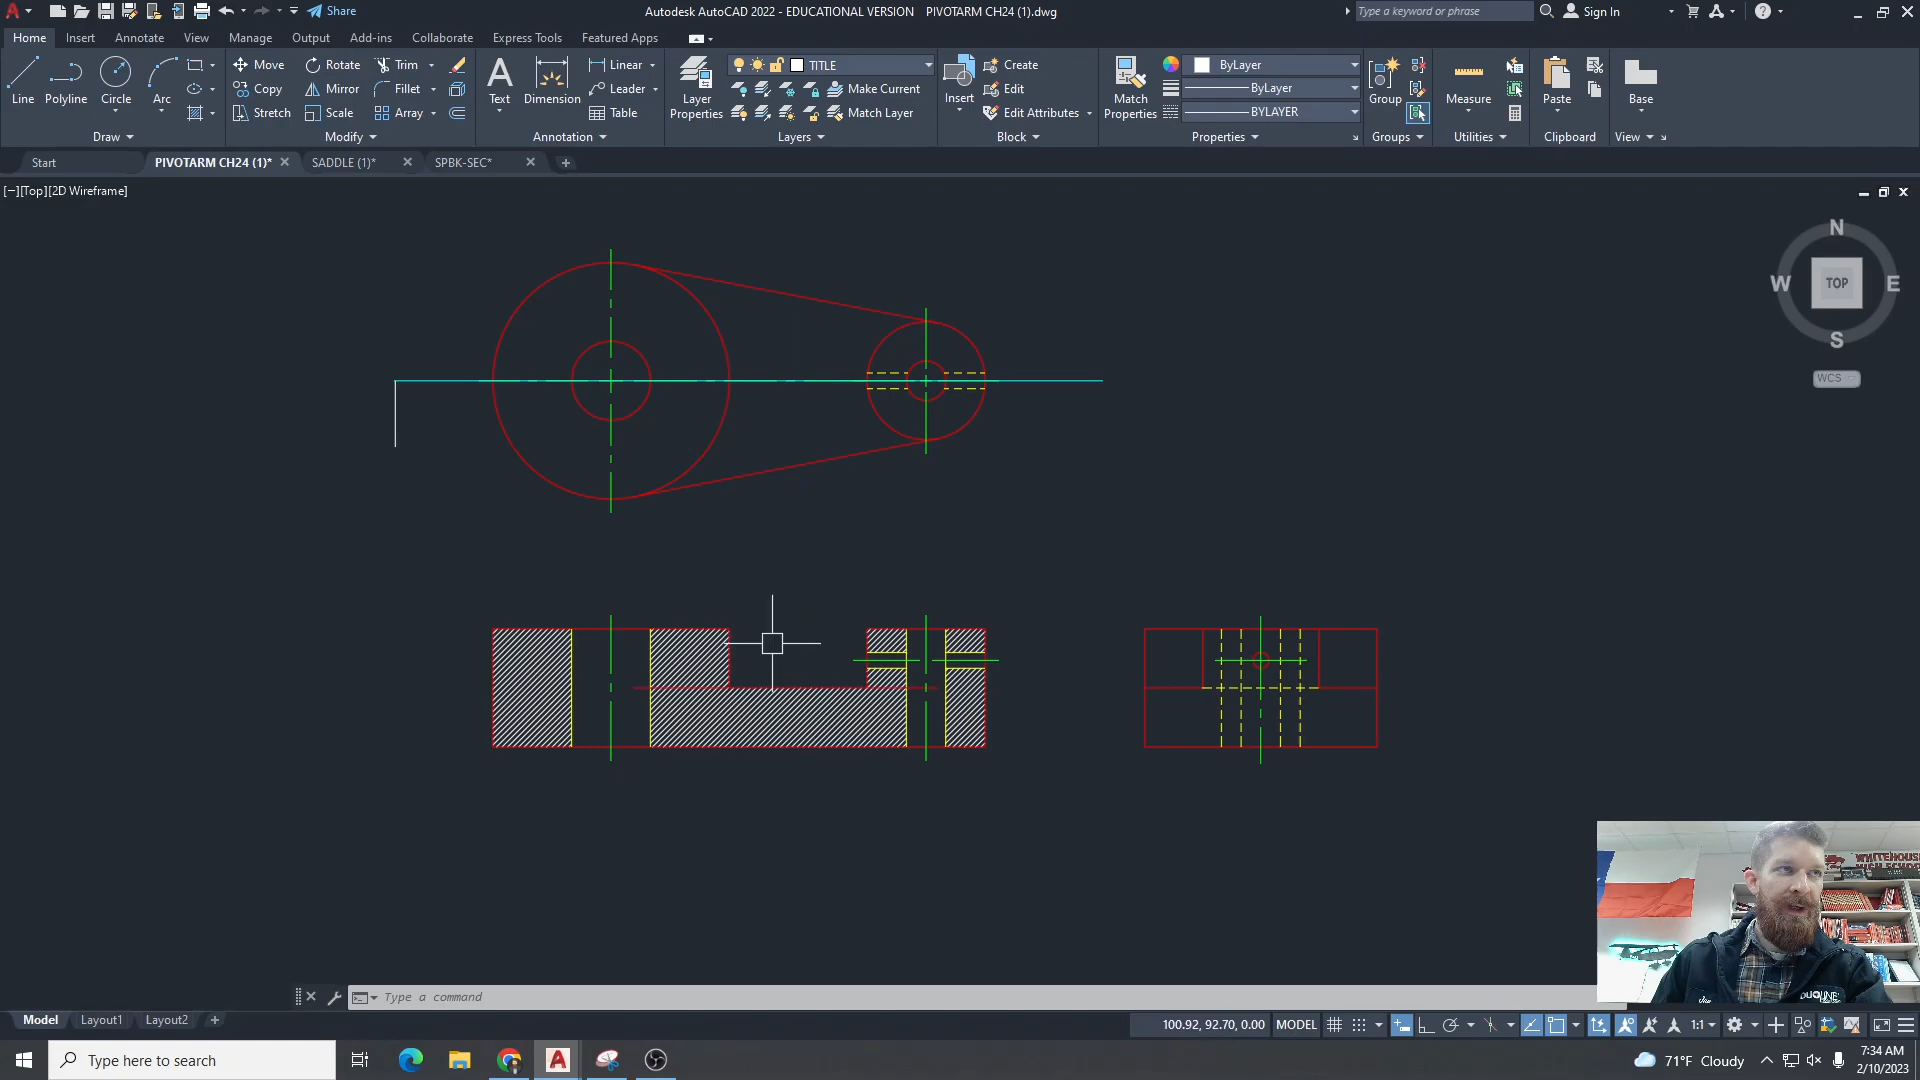 Share
Autodesk AutoCAD 2022 - EDUCATIONAL VERSION PIVOTARM CH24 (1).dwg
Type a keyword or phrase
Sign In
Home Insert Annotate View Manage Output Add-ins Collaborate Express Tools Featured Apps
Line Polyline Circle Arc
Move Rotate Trim
Copy Mirror Fillet
Stretch Scale Array
Text Dimension
Linear
Leader
Table
Layer Properties
TITLE
Make Current
Match Layer
Insert
Create
Edit
Edit Attributes
Match Properties
ByLayer
ByLayer
BYLAYER
Group
Measure
Paste
Base
Draw Modify Annotation Layers Block Properties Groups Utilities Clipboard View
Start PIVOTARM CH24 (1)* SADDLE (1)* SPBK-SEC*
[−][Top][2D Wireframe]
N
W TOP E
S
WCS
WHITEHOUSE
HIGH SCHOOL
Type a command
Model Layout1 Layout2
100.92, 92.70, 0.00 MODEL 1:1
Type here to search
71°F Cloudy
7:34 AM
2/10/2023